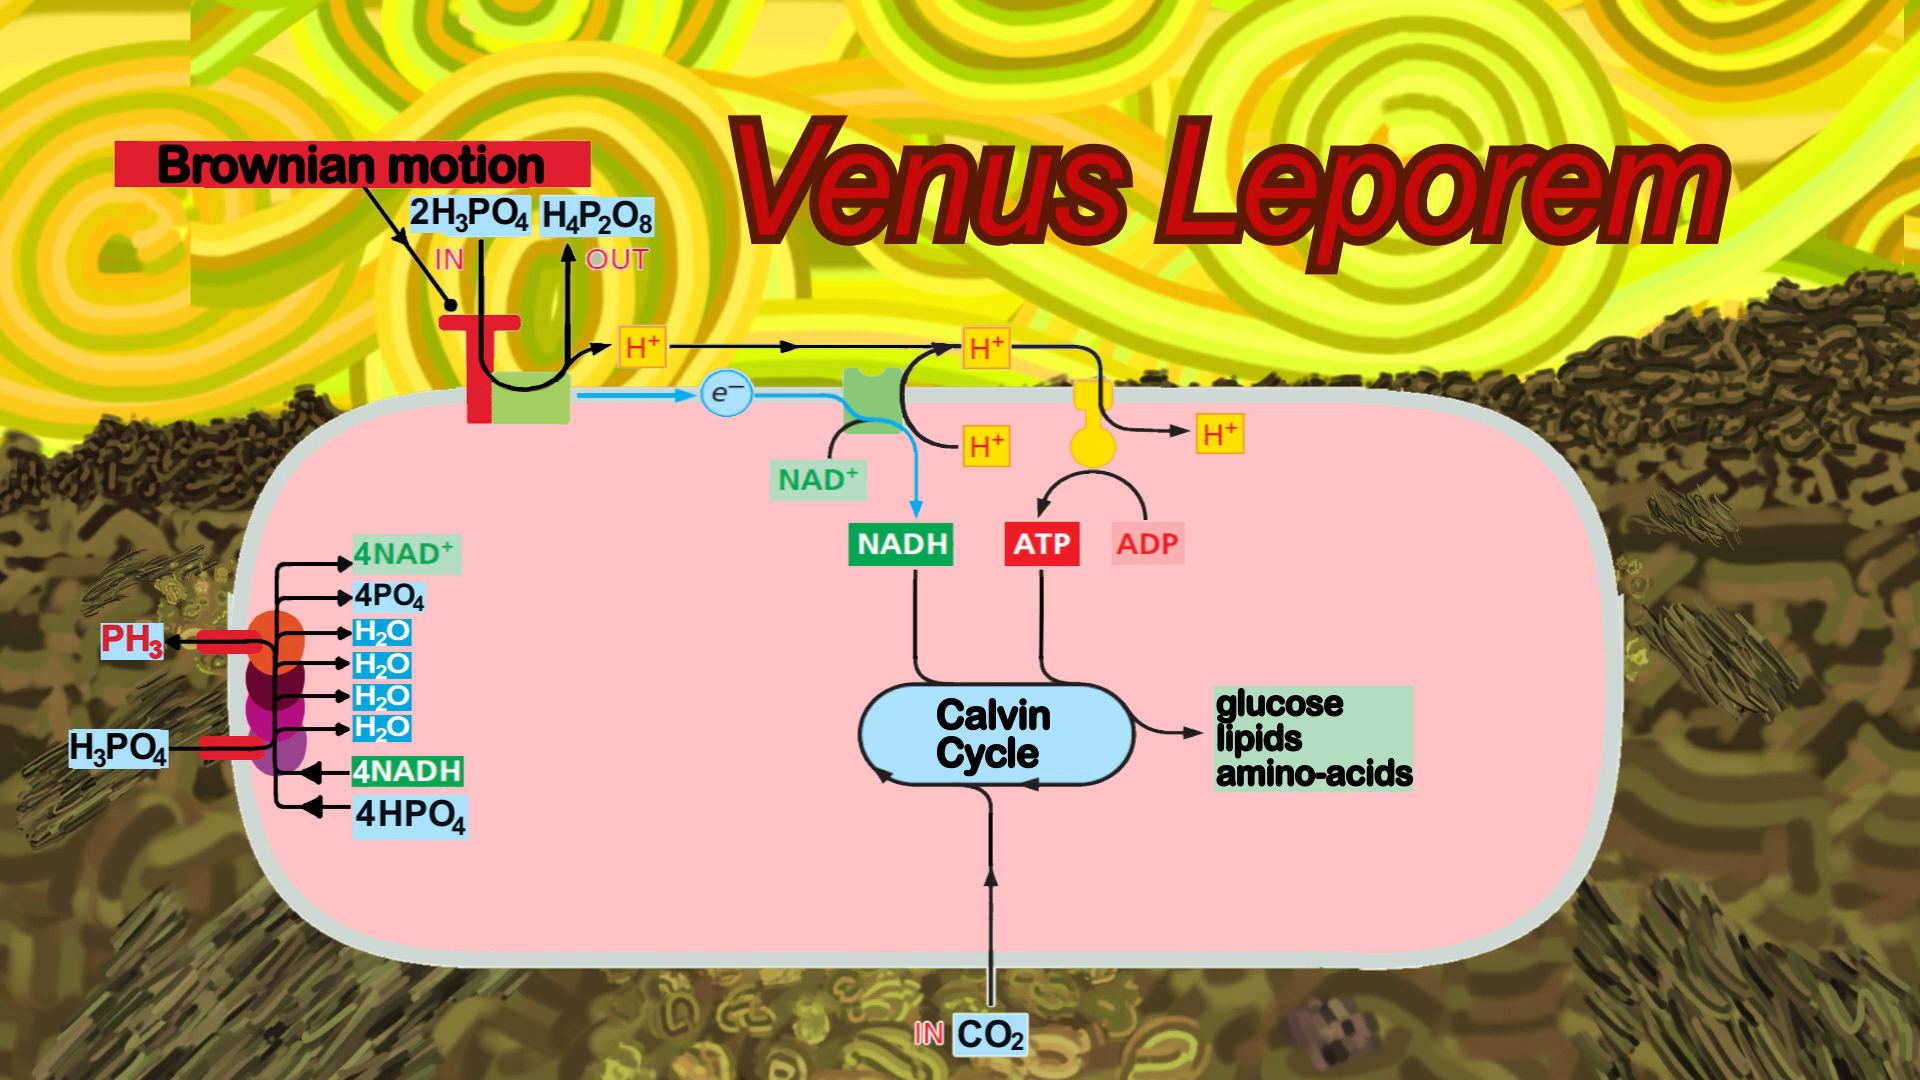 Venus Leporem
Brownian motion
2H₃PO₄
H₄P₂O₈
IN
OUT
H⁺
H⁺
e⁻
H⁺
H⁺
NAD⁺
NADH
ATP
ADP
4NAD⁺
4PO₄
PH₃
H₂O
H₂O
H₂O
H₂O
H₃PO₄
4NADH
4HPO₄
Calvin
Cycle
glucose
lipids
amino-acids
IN
CO₂